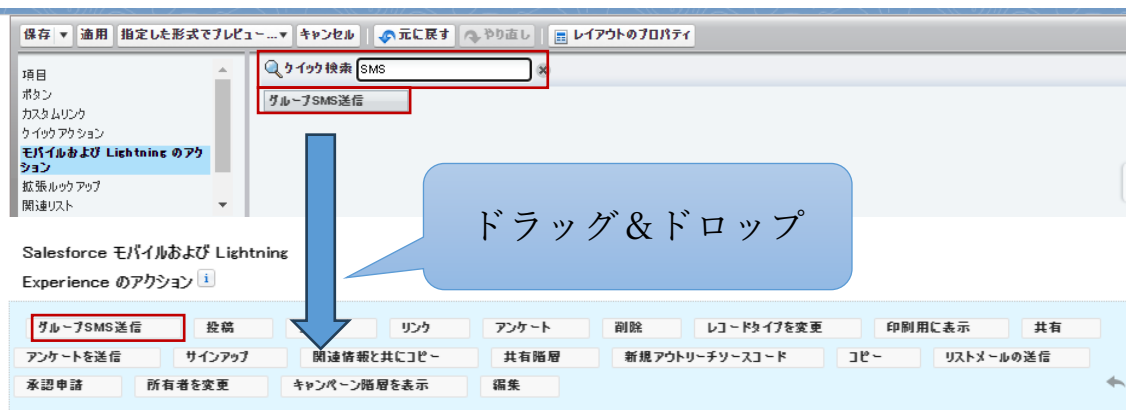 保存 ▼ 適用 指定した形式でプレビュー...▼ キャンセル 元に戻す やり直し レイアウトのプロパティ
クイック検索 SMS
項目
ボタン
カスタムリンク
クイックアクション
モバイルおよび Lightning のアク
ション
拡張ルックアップ
関連リスト
グループSMS送信
ドラッグ&ドロップ
Salesforce モバイルおよび Lightning
Experience のアクション i
グループSMS送信 投稿 リンク アンケート 削除 レコードタイプを変更 印刷用に表示 共有
アンケートを送信 サインアップ 関連情報と共にコピー 共有階層 新規アウトリーチソースコード コピー リストメールの送信
承認申請 所有者を変更 キャンペーン階層を表示 編集